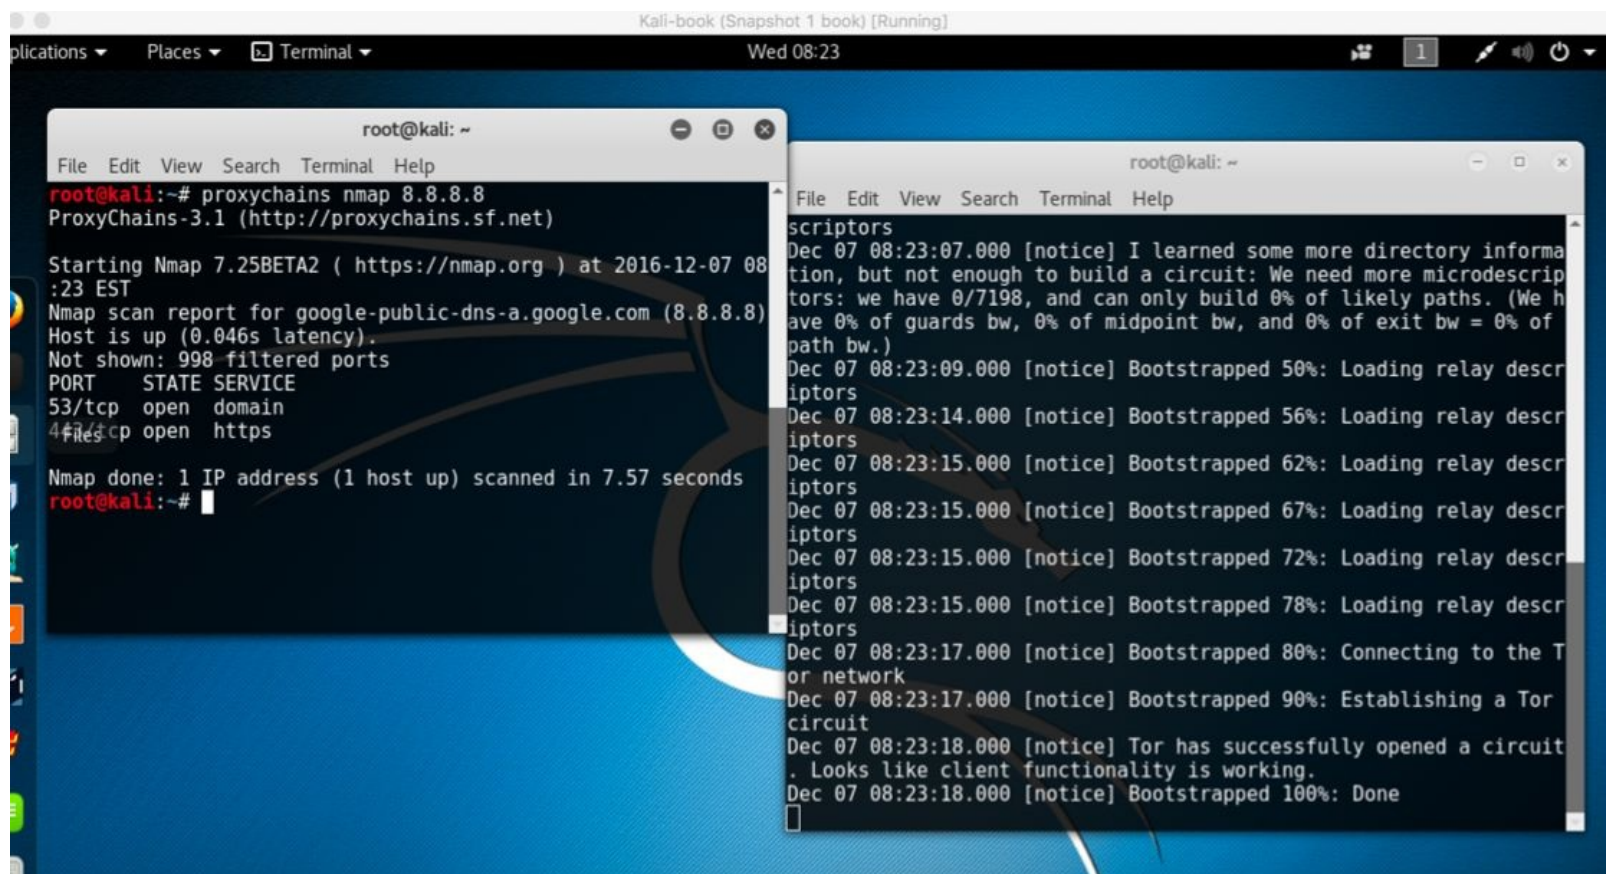 Kali-book (Snapshot 1 book) [Running]
plications Places Terminal Wed 08:23 1
root@kali: ~
File Edit View Search Terminal Help
root@kali:~# proxychains nmap 8.8.8.8
ProxyChains-3.1 (http://proxychains.sf.net)
Starting Nmap 7.25BETA2 ( https://nmap.org ) at 2016-12-07 08
:23 EST
Nmap scan report for google-public-dns-a.google.com (8.8.8.8)
Host is up (0.046s latency).
Not shown: 998 filtered ports
PORT STATE SERVICE
53/tcp open domain
443/tcp open https
Files
Nmap done: 1 IP address (1 host up) scanned in 7.57 seconds
root@kali:~#
root@kali: ~
File Edit View Search Terminal Help
scriptors
Dec 07 08:23:07.000 [notice] I learned some more directory informa
tion, but not enough to build a circuit: We need more microdescrip
tors: we have 0/7198, and can only build 0% of likely paths. (We h
ave 0% of guards bw, 0% of midpoint bw, and 0% of exit bw = 0% of
path bw.)
Dec 07 08:23:09.000 [notice] Bootstrapped 50%: Loading relay descr
iptors
Dec 07 08:23:14.000 [notice] Bootstrapped 56%: Loading relay descr
iptors
Dec 07 08:23:15.000 [notice] Bootstrapped 62%: Loading relay descr
iptors
Dec 07 08:23:15.000 [notice] Bootstrapped 67%: Loading relay descr
iptors
Dec 07 08:23:15.000 [notice] Bootstrapped 72%: Loading relay descr
iptors
Dec 07 08:23:15.000 [notice] Bootstrapped 78%: Loading relay descr
iptors
Dec 07 08:23:17.000 [notice] Bootstrapped 80%: Connecting to the T
or network
Dec 07 08:23:17.000 [notice] Bootstrapped 90%: Establishing a Tor
circuit
Dec 07 08:23:18.000 [notice] Tor has successfully opened a circuit
. Looks like client functionality is working.
Dec 07 08:23:18.000 [notice] Bootstrapped 100%: Done